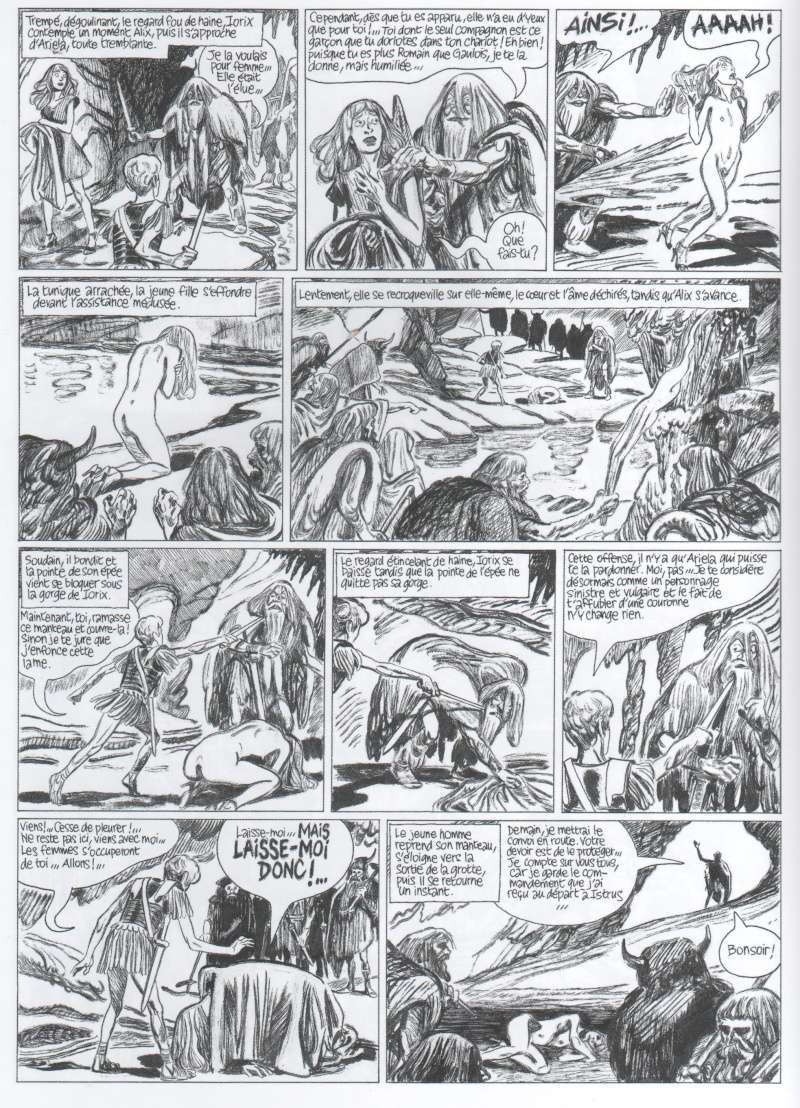 Trempé, dégoulinant, le regard fou de haine, Iorix
contemple un moment Alix, puis il s'approche
d'Ariela, toute tremblante.
Je la voulais
pour femme...
Elle était
l'élue...
Cependant, dès que tu es apparu, elle n'a eu d'yeux
que pour toi!... Toi dont le seul compagnon est ce
garçon que tu dorlotes dans ton chariot! Eh bien!
puisque tu es plus Romain que Gaulois, je te la
donne, mais humiliée...
Oh!
Que
fais-tu?
AINSI!...
AAAAH!
La tunique arrachée, la jeune fille s'effondre
devant l'assistance médusée.
Lentement, elle se recroqueville sur elle-même, le cœur et l'âme déchirés, tandis qu'Alix s'avance.
Soudain, il bondit et
la pointe de son épée
vient se bloquer sous
la gorge de Iorix.
Maintenant, toi, ramasse
ce manteau et couvre-la!
Sinon je te jure que
j'enfonce cette
lame.
Le regard étincelant de haine, Iorix se
baisse tandis que la pointe de l'épée ne
quitte pas sa gorge.
Cette offense, il n'y a qu'Ariela qui puisse
te la pardonner. Moi, pas... Je te considère
désormais comme un personnage
sinistre et vulgaire et le fait de
t'affubler d'une couronne
n'y change rien.
Viens!... Cesse de pleurer!...
Ne reste pas ici, viens avec moi...
Les femmes s'occuperont
de toi... Allons!...
Laisse-moi... MAIS
LAISSE-MOI
DONC!...
Le jeune homme
reprend son manteau,
s'éloigne vers la
sortie de la grotte,
puis il se retourne
un instant.
Demain, je mettrai le
convoi en route. Votre
devoir est de le protéger...
Je compte sur vous tous,
car je garde le com-
mandement que j'ai
reçu au départ à Istrus
...
Bonsoir!